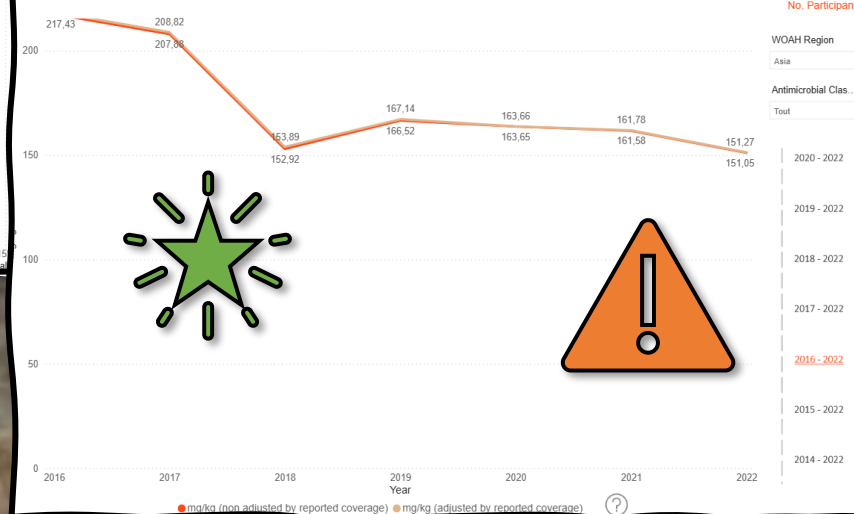 No. Participan
217,43
208,82
207,88
200
WOAH Region
Asia
Antimicrobial Clas..
Tout
153,89
152,92
167,14
166,52
163,66
163,65
161,78
161,58
151,27
151,05
150
2020 - 2022
2019 - 2022
100
2018 - 2022
2017 - 2022
50
2016 - 2022
2015 - 2022
2014 - 2022
0
2016
2017
2018
2019
2020
2021
2022
Year
mg/kg (non adjusted by reported coverage)
mg/kg (adjusted by reported coverage)
?